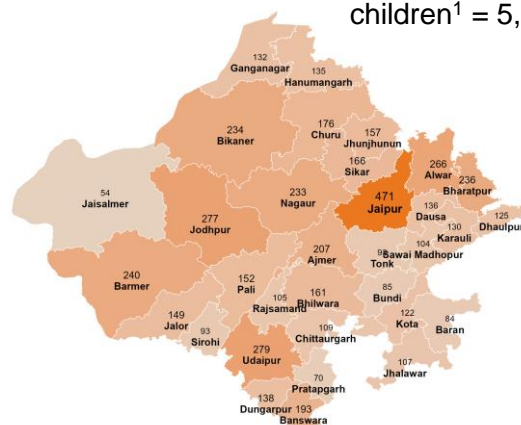 children¹ = 5,
132
Ganganagar
135
Hanumangarh
234
Bikaner
176
Churu
157
Jhunjhunun
166
Sikar
266
Alwar
236
Bharatpur
54
Jaisalmer
277
Jodhpur
233
Nagaur
471
Jaipur
136
Dausa
130
Karauli
125
Dhaulpur
240
Barmer
152
Pali
207
Ajmer
Tonk
104
Sawai Madhopur
105
Rajsamand
161
Bhilwara
85
Bundi
149
Jalor
93
Sirohi
109
Chittaurgarh
122
Kota
84
Baran
279
Udaipur
70
Pratapgarh
107
Jhalawar
138
Dungarpur
193
Banswara